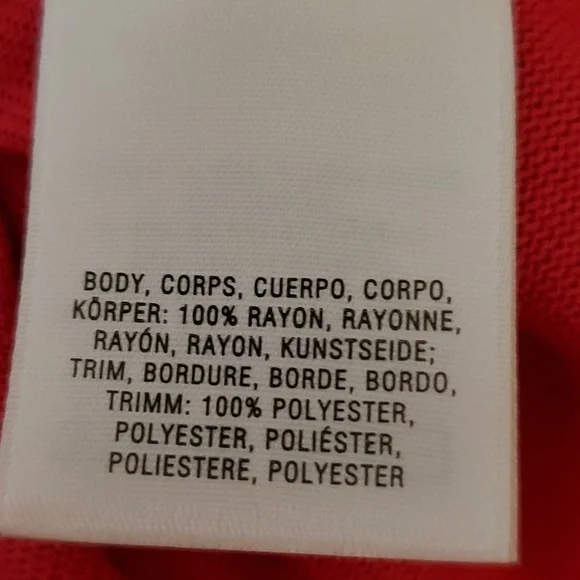 BODY, CORPS, CUERPO, CORPO,
KÖRPER: 100% RAYON, RAYONNE,
RAYÓN, RAYON, KUNSTSEIDE;
TRIM, BORDURE, BORDE, BORDO,
TRIMM: 100% POLYESTER,
POLYESTER, POLIÉSTER,
POLIESTERE, POLYESTER